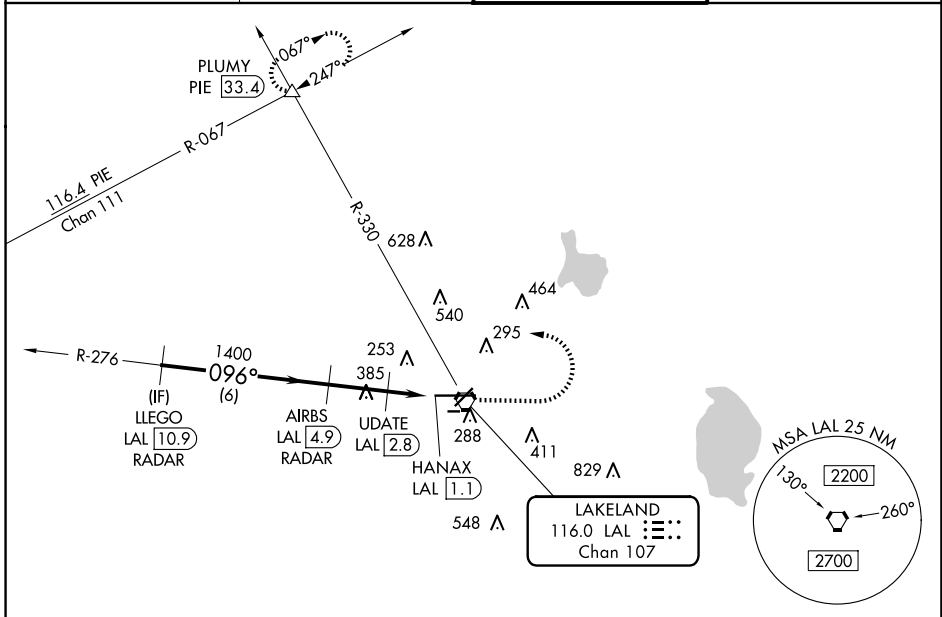 067°
247°
PLUMY
PIE 33.4
R-067
116.4 PIE
Chan 111
R-330
628
540
464
295
253
385
R-276
1400
096°
(6)
(IF)
LLEGO
LAL 10.9
RADAR
AIRBS
LAL 4.9
RADAR
UDATE
LAL 2.8
HANAX
LAL 1.1
288
411
829
548
LAKELAND
116.0 LAL
Chan 107
MSA LAL 25 NM
130°
2200
260°
2700